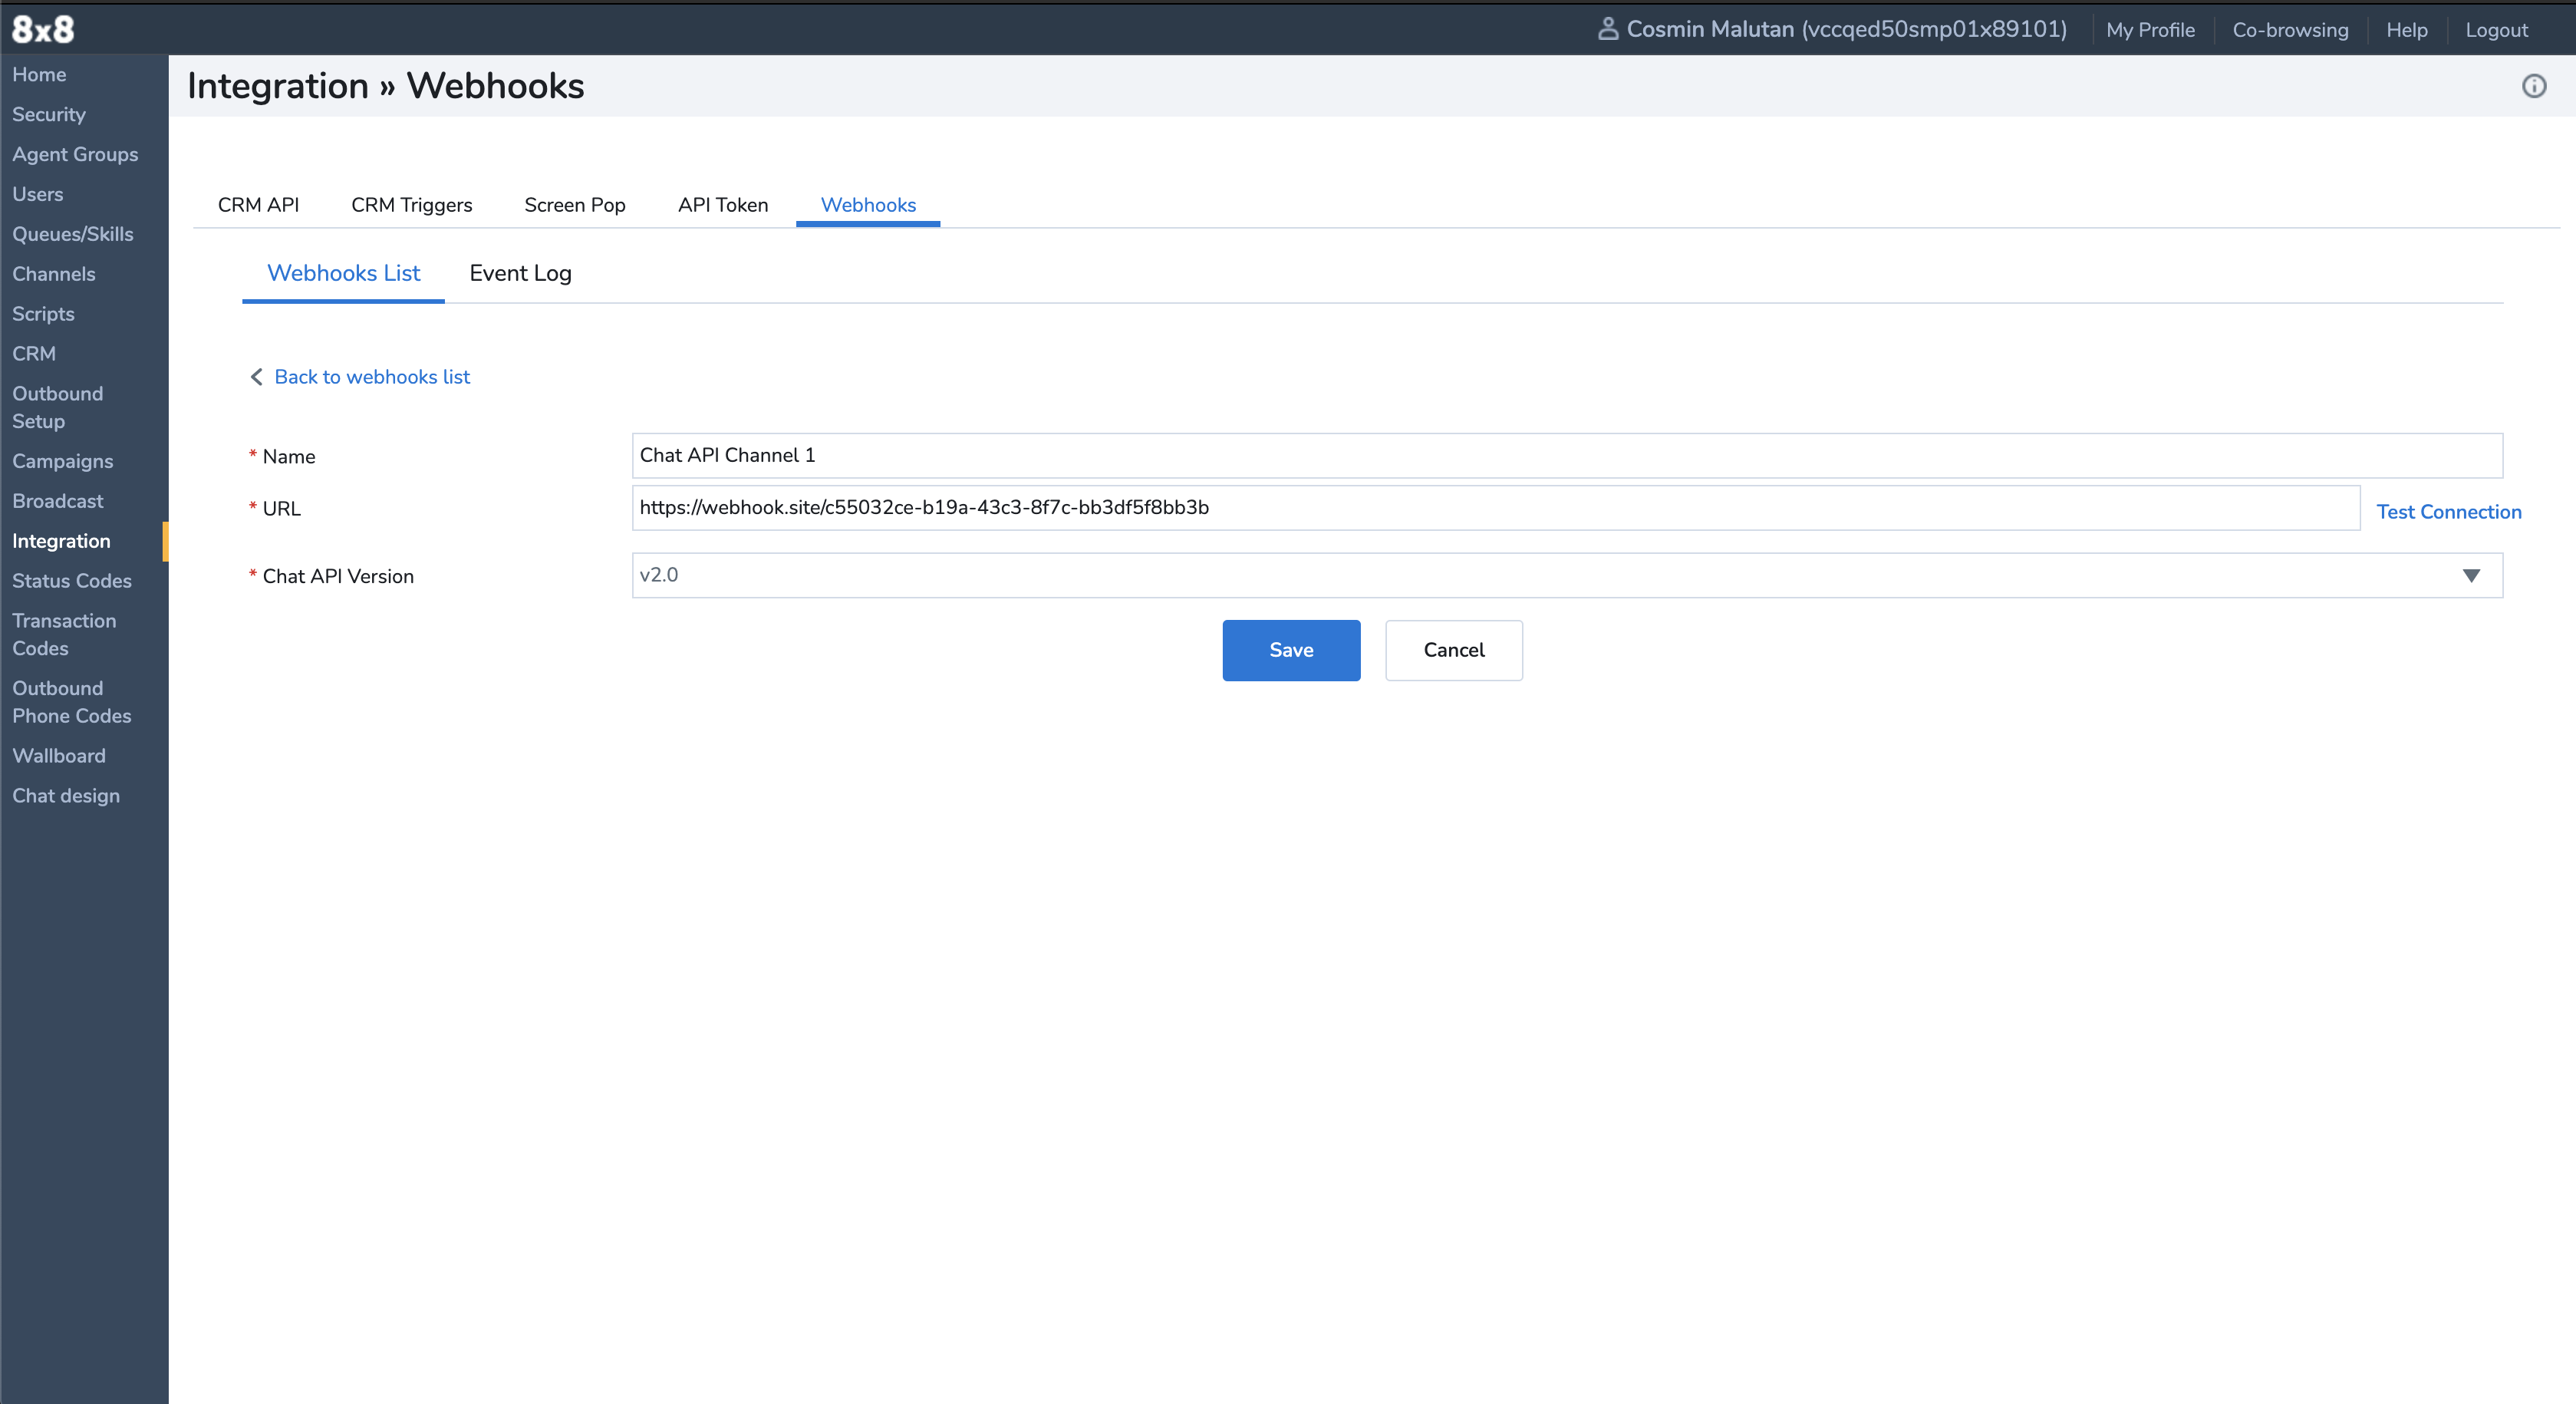 8x8
Cosmin Malutan (vccqed50smp01x89101)
My Profile
Co-browsing
Help
Logout
Home
Security
Agent Groups
Users
Queues/Skills
Channels
Scripts
CRM
Outbound
Setup
Campaigns
Broadcast
Integration
Status Codes
Transaction
Codes
Outbound
Phone Codes
Wallboard
Chat design
Integration » Webhooks
CRM API
CRM Triggers
Screen Pop
API Token
Webhooks
Webhooks List
Event Log
Back to webhooks list
* Name
Chat API Channel 1
* URL
https://webhook.site/c55032ce-b19a-43c3-8f7c-bb3df5f8bb3b
Test Connection
* Chat API Version
v2.0
Save
Cancel